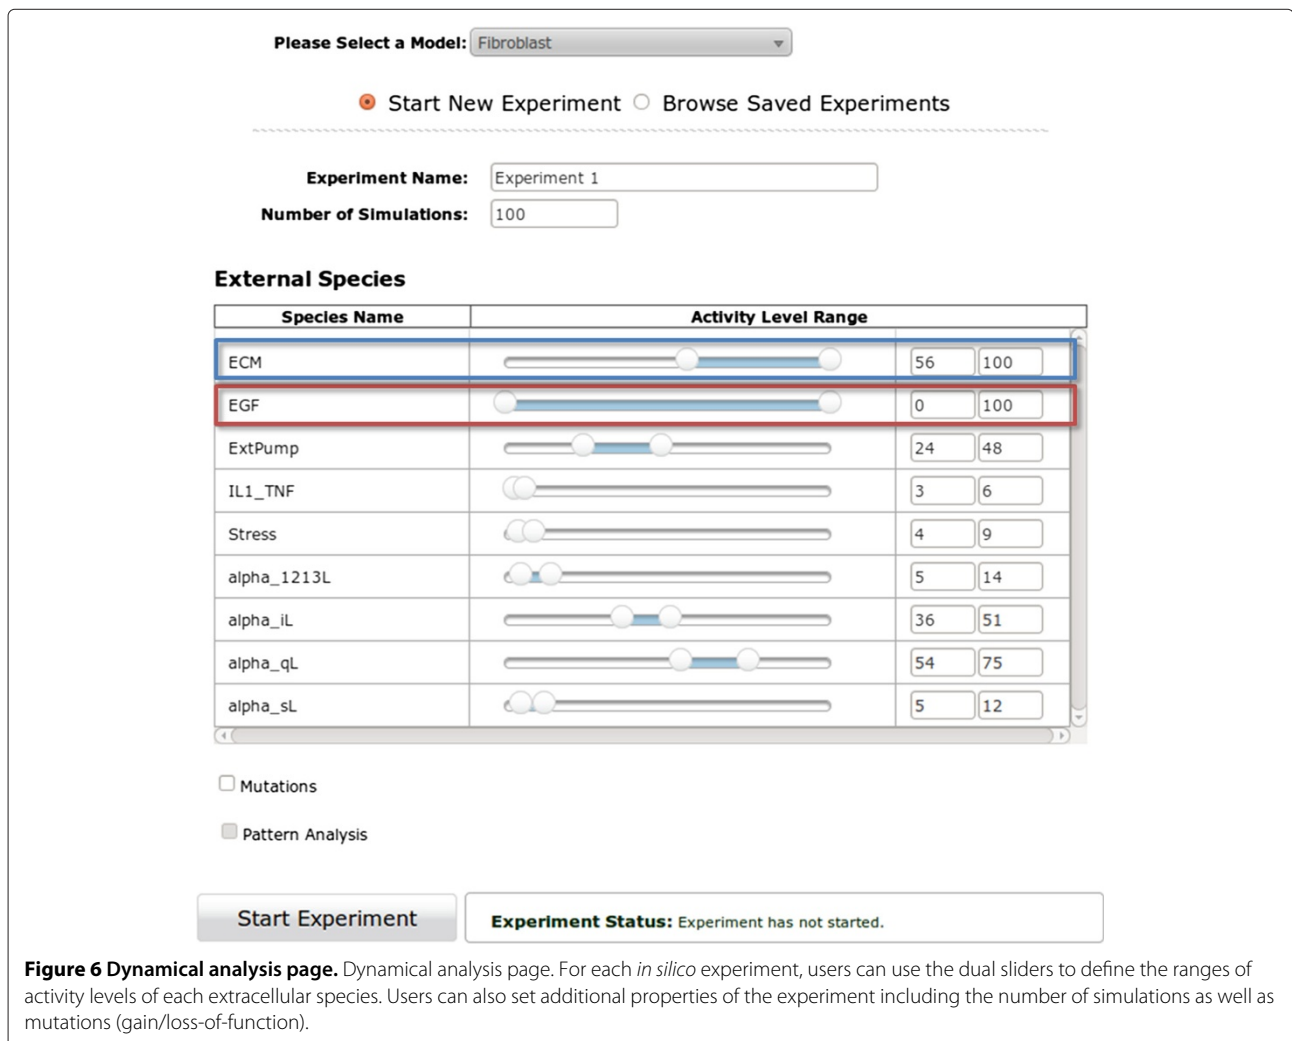 Please Select a Model: Fibroblast
Start New Experiment Browse Saved Experiments
Experiment Name: Experiment 1
Number of Simulations: 100
External Species
Species Name Activity Level Range
ECM 56 100
EGF 0 100
ExtPump 24 48
IL1_TNF 3 6
Stress 4 9
alpha_1213L 5 14
alpha_iL 36 51
alpha_qL 54 75
alpha_sL 5 12
Mutations
Pattern Analysis
Start Experiment Experiment Status: Experiment has not started.
Figure 6 Dynamical analysis page. Dynamical analysis page. For each in silico experiment, users can use the dual sliders to define the ranges of
activity levels of each extracellular species. Users can also set additional properties of the experiment including the number of simulations as well as
mutations (gain/loss-of-function).